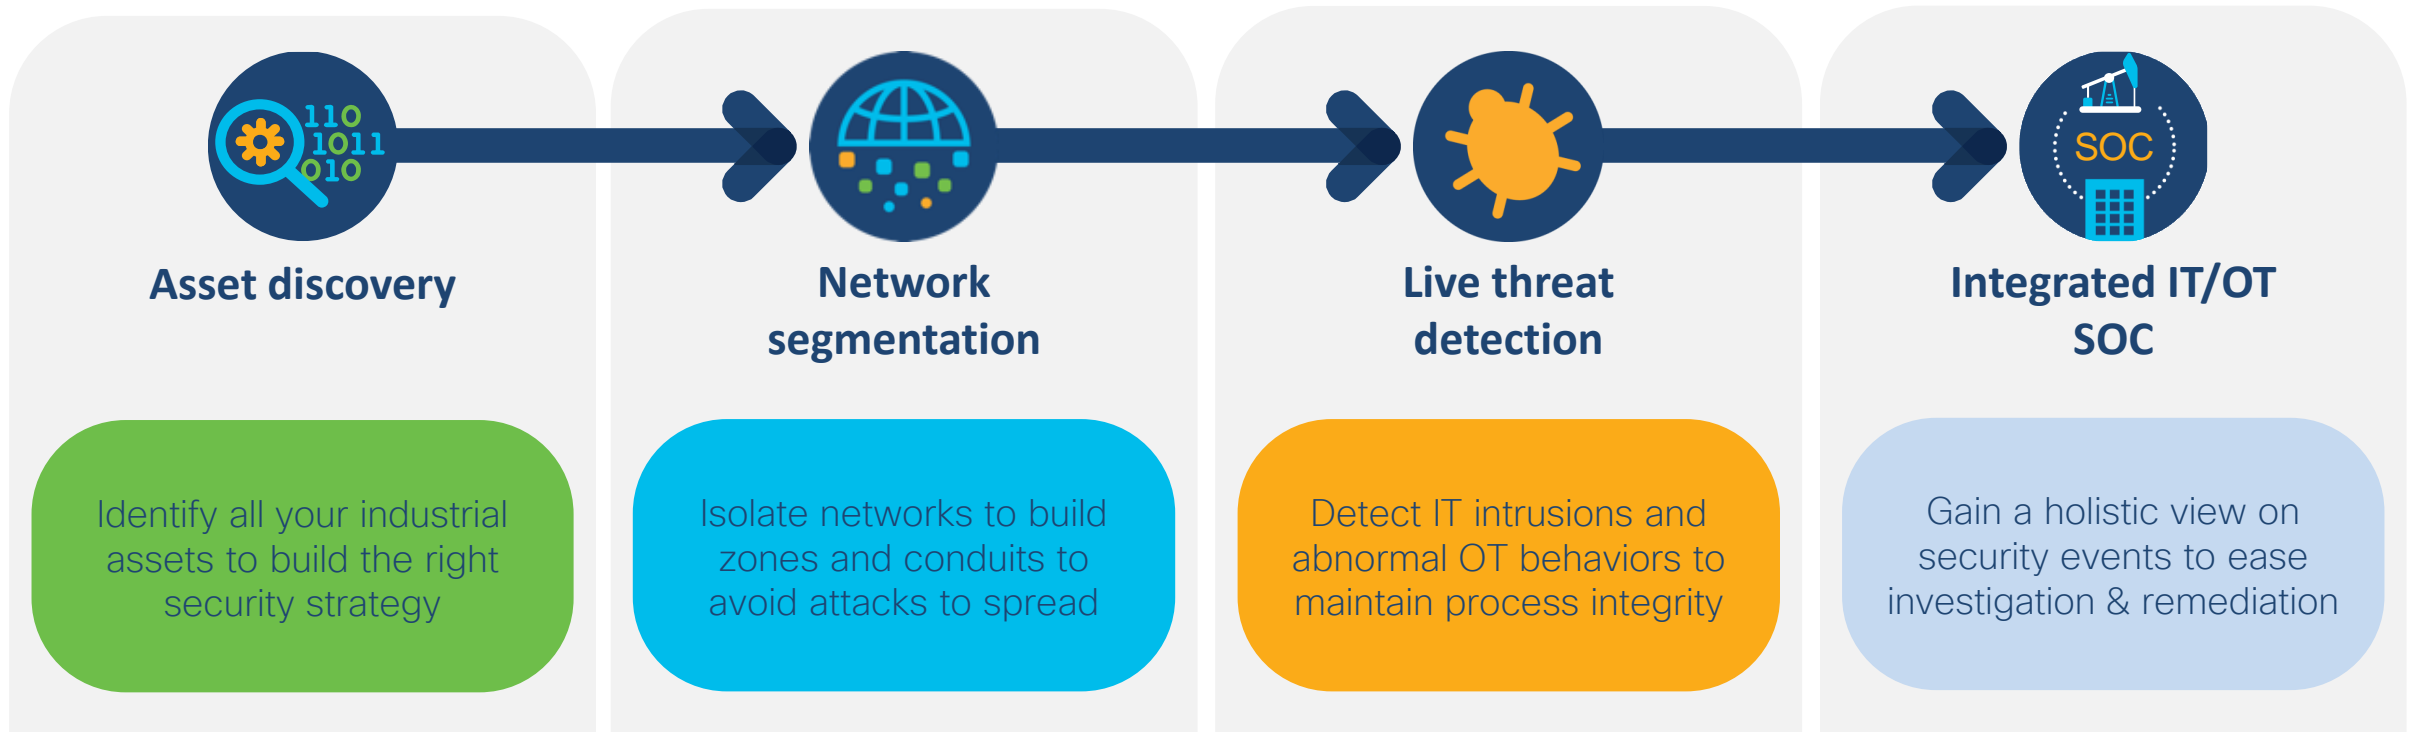 110
1011
010
Asset discovery
Identify all your industrial
assets to build the right
security strategy
Network
segmentation
Isolate networks to build
zones and conduits to
avoid attacks to spread
Live threat
detection
Detect IT intrusions and
abnormal OT behaviors to
maintain process integrity
SOC
Integrated IT/OT
SOC
Gain a holistic view on
security events to ease
investigation & remediation